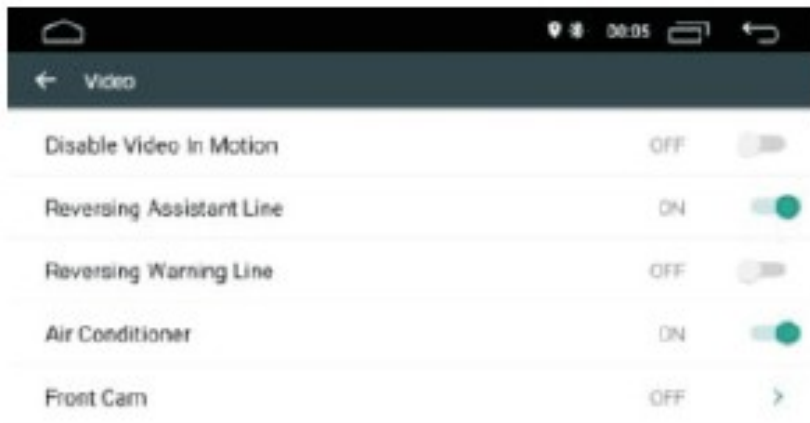 00:05
Video
Disable Video In Motion OFF
Reversing Assistant Line ON
Reversing Warning Line OFF
Air Conditioner ON
Front Cam OFF